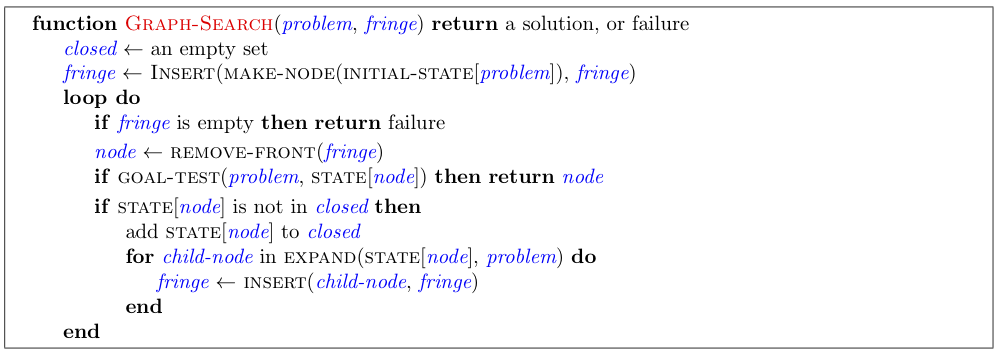 function GRAPH-SEARCH(problem, fringe) return a solution, or failure
closed ← an empty set
fringe ← INSERT(MAKE-NODE(INITIAL-STATE[problem]), fringe)
loop do
if fringe is empty then return failure
node ← REMOVE-FRONT(fringe)
if GOAL-TEST(problem, STATE[node]) then return node
if STATE[node] is not in closed then
add STATE[node] to closed
for child-node in EXPAND(STATE[node], problem) do
fringe ← INSERT(child-node, fringe)
end
end